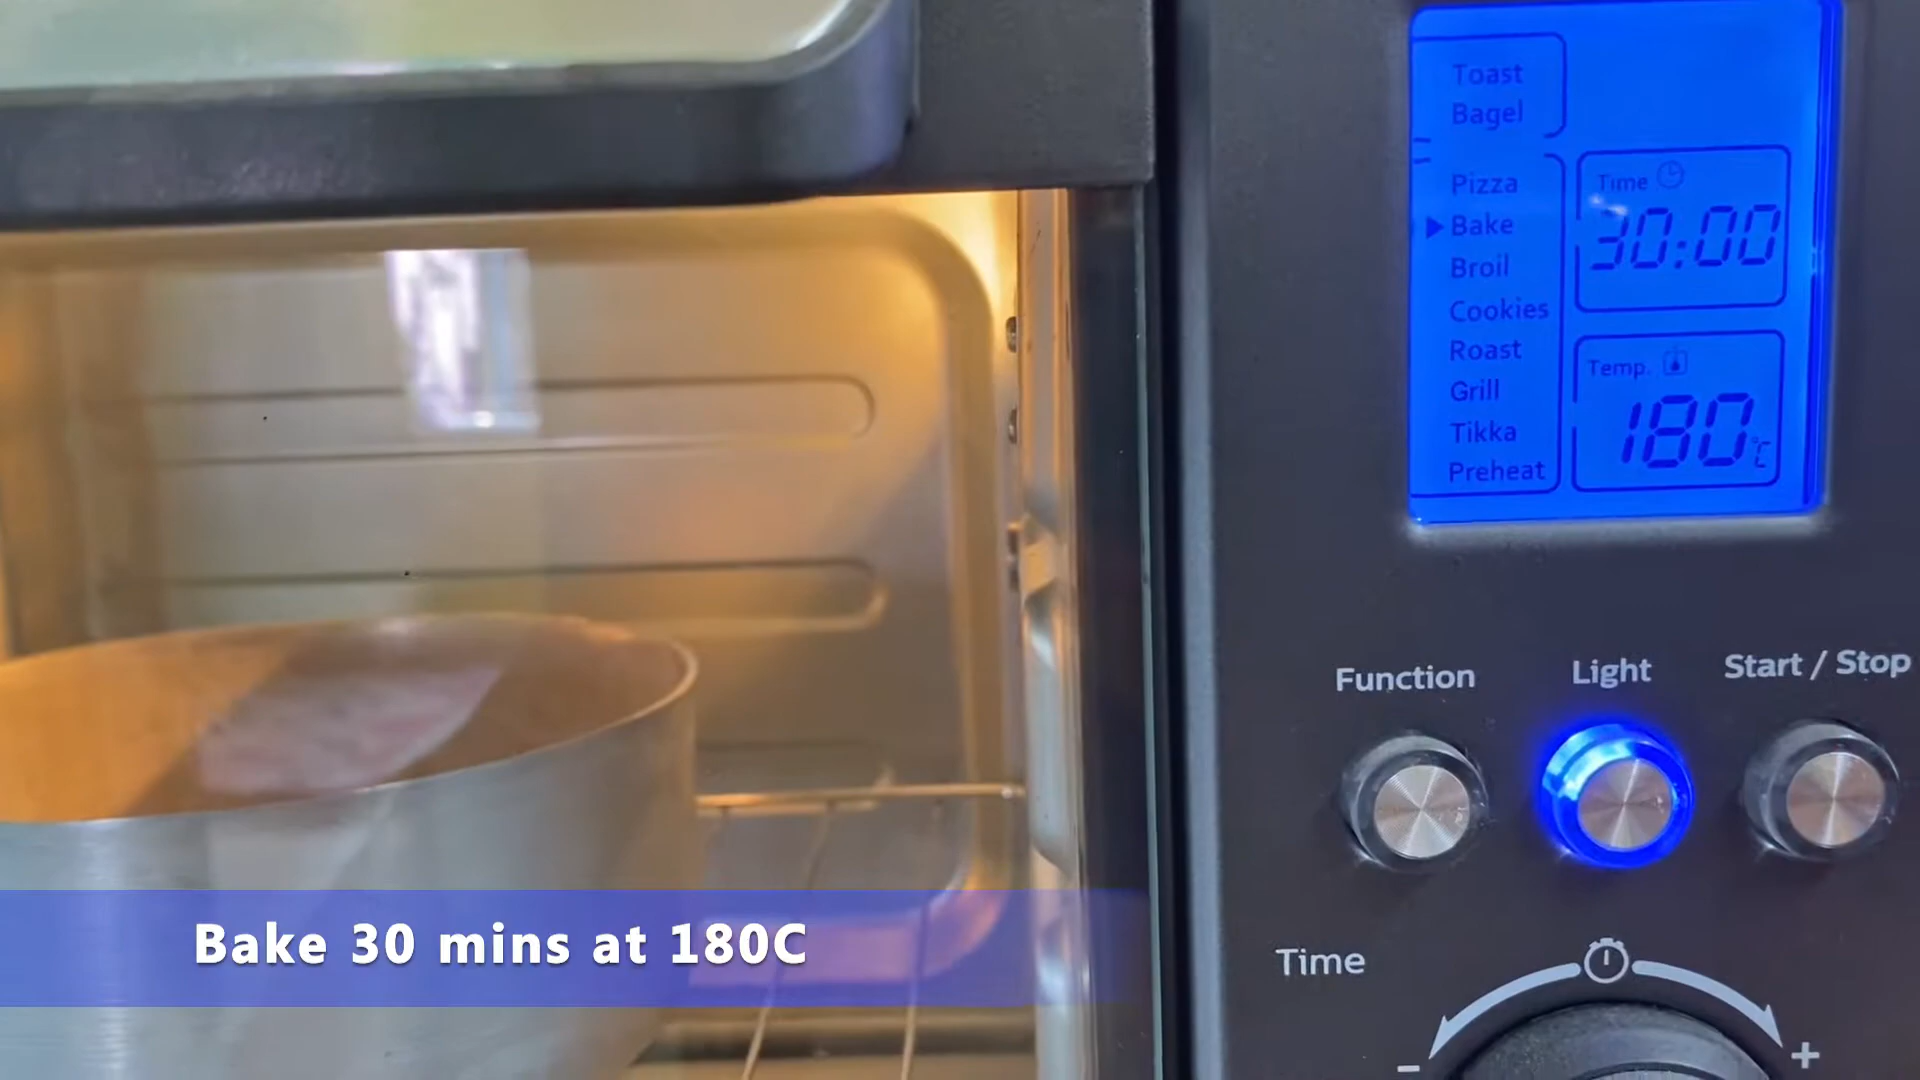 Toast
Bagel
Pizza
Bake
Broil
Cookies
Roast
Grill
Tikka
Preheat
Time
30:00
Temp.
180°C
Function
Light
Start / Stop
Time
- +
Bake 30 mins at 180C